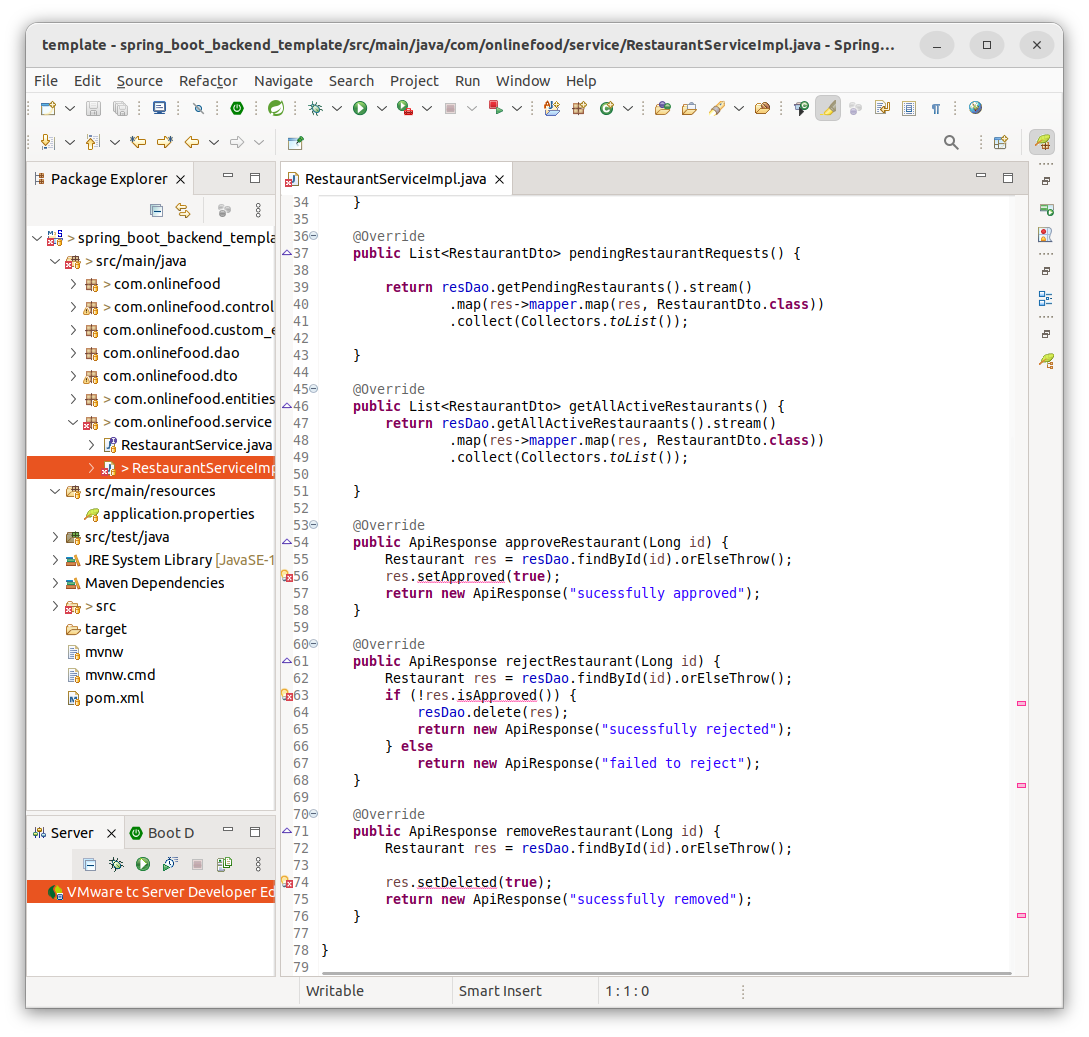 template - spring_boot_backend_template/src/main/java/com/onlinefood/service/RestaurantServiceImpl.java - Spring...
File Edit Source Refactor Navigate Search Project Run Window Help
Package Explorer
RestaurantServiceImpl.java
> spring_boot_backend_templa
> src/main/java
> com.onlinefood
> com.onlinefood.control
com.onlinefood.custom_e
com.onlinefood.dao
com.onlinefood.dto
> com.onlinefood.entities
> com.onlinefood.service
RestaurantService.java
> RestaurantServiceImp
src/main/resources
application.properties
src/test/java
JRE System Library [JavaSE-1
Maven Dependencies
> src
target
mvnw
mvnw.cmd
pom.xml
Server
Boot D
VMware tc Server Developer Ed
34 }
35
36 @Override
37 public List<RestaurantDto> pendingRestaurantRequests() {
38
39 return resDao.getPendingRestaurants().stream()
40 .map(res->mapper.map(res, RestaurantDto.class))
41 .collect(Collectors.toList());
42
43 }
44
45 @Override
46 public List<RestaurantDto> getAllActiveRestaurants() {
47 return resDao.getAllActiveRestauraants().stream()
48 .map(res->mapper.map(res, RestaurantDto.class))
49 .collect(Collectors.toList());
50
51 }
52
53 @Override
54 public ApiResponse approveRestaurant(Long id) {
55 Restaurant res = resDao.findById(id).orElseThrow();
56 res.setApproved(true);
57 return new ApiResponse("sucessfully approved");
58 }
59
60 @Override
61 public ApiResponse rejectRestaurant(Long id) {
62 Restaurant res = resDao.findById(id).orElseThrow();
63 if (!res.isApproved()) {
64 resDao.delete(res);
65 return new ApiResponse("sucessfully rejected");
66 } else
67 return new ApiResponse("failed to reject");
68 }
69
70 @Override
71 public ApiResponse removeRestaurant(Long id) {
72 Restaurant res = resDao.findById(id).orElseThrow();
73
74 res.setDeleted(true);
75 return new ApiResponse("sucessfully removed");
76 }
77
78 }
79
Writable
Smart Insert
1 : 1 : 0